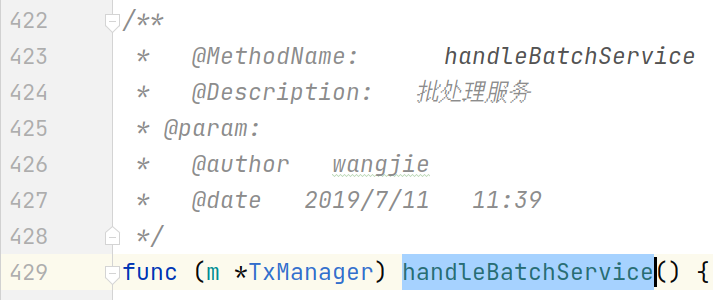 422 /**
423 * @MethodName: handleBatchService
424 * @Description: 批处理服务
425 * @param:
426 * @author wangjie
427 * @date 2019/7/11 11:39
428 */
429 func (m *TxManager) handleBatchService() {